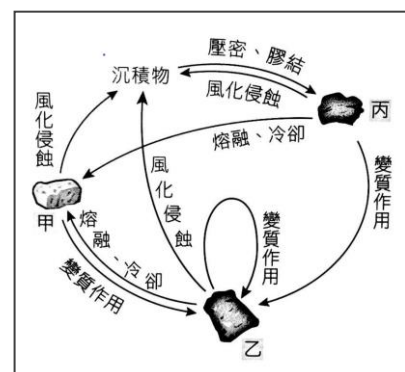 沉積物
壓密、膠結
風化侵蝕
丙
風化侵蝕
熔融、冷卻
甲
風化侵蝕
變質作用
變質作用
熔融、冷卻
變質作用
乙